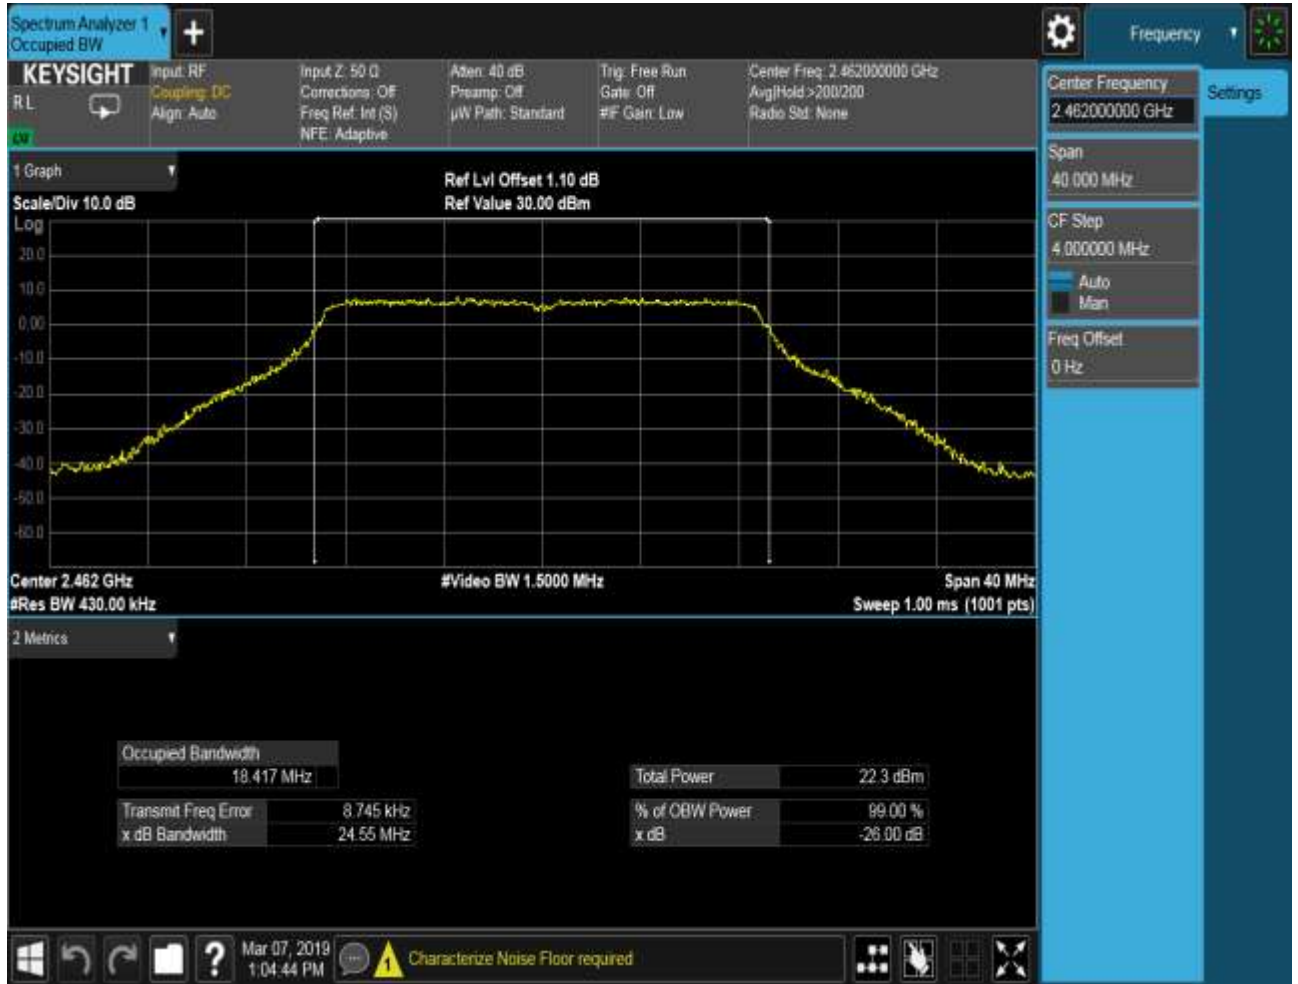 Spectrum Analyzer 1
Occupied BW
Frequency
KEYSIGHT
R L
Input: RF
Coupling: DC
Align: Auto
Input Z: 50 Ω
Corrections: Off
Freq Ref: Int (S)
NFE: Adaptive
Atten: 40 dB
Preamp: Off
µW Path: Standard
Trig: Free Run
Gate: Off
#IF Gain: Low
Center Freq: 2.462000000 GHz
Avg|Hold:>200/200
Radio Std: None
Center Frequency
2.462000000 GHz
Settings
Span
40.000 MHz
CF Step
4.000000 MHz
Auto
Man
Freq Offset
0 Hz
1 Graph
Scale/Div 10.0 dB
Ref Lvl Offset 1.10 dB
Ref Value 30.00 dBm
Log
20.0
10.0
0.00
-10.0
-20.0
-30.0
-40.0
-50.0
-60.0
Center 2.462 GHz
#Video BW 1.5000 MHz
Span 40 MHz
#Res BW 430.00 kHz
Sweep 1.00 ms (1001 pts)
2 Metrics
Occupied Bandwidth
18.417 MHz
Total Power 22.3 dBm
Transmit Freq Error 8.745 kHz
% of OBW Power 99.00 %
x dB Bandwidth 24.55 MHz
x dB -26.00 dB
?
Mar 07, 2019
1:04:44 PM
1
Characterize Noise Floor required